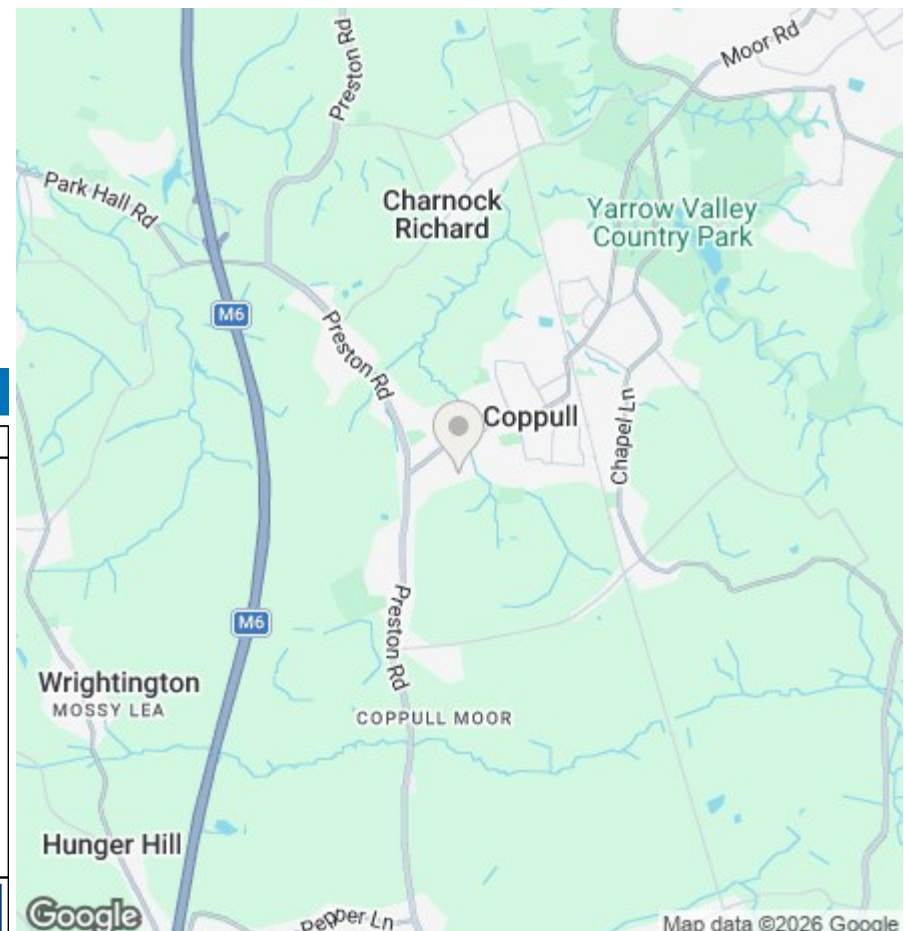 Moor Rd
Preston Rd
Park Hall Rd
Charnock
Richard
Yarrow Valley
Country Park
M6
Preston Rd
Coppull
Chapel Ln
M6
Preston Rd
Wrightington
MOSSY LEA
COPPULL MOOR
Hunger Hill
Google
Pepper Ln
Map data ©2026 Google